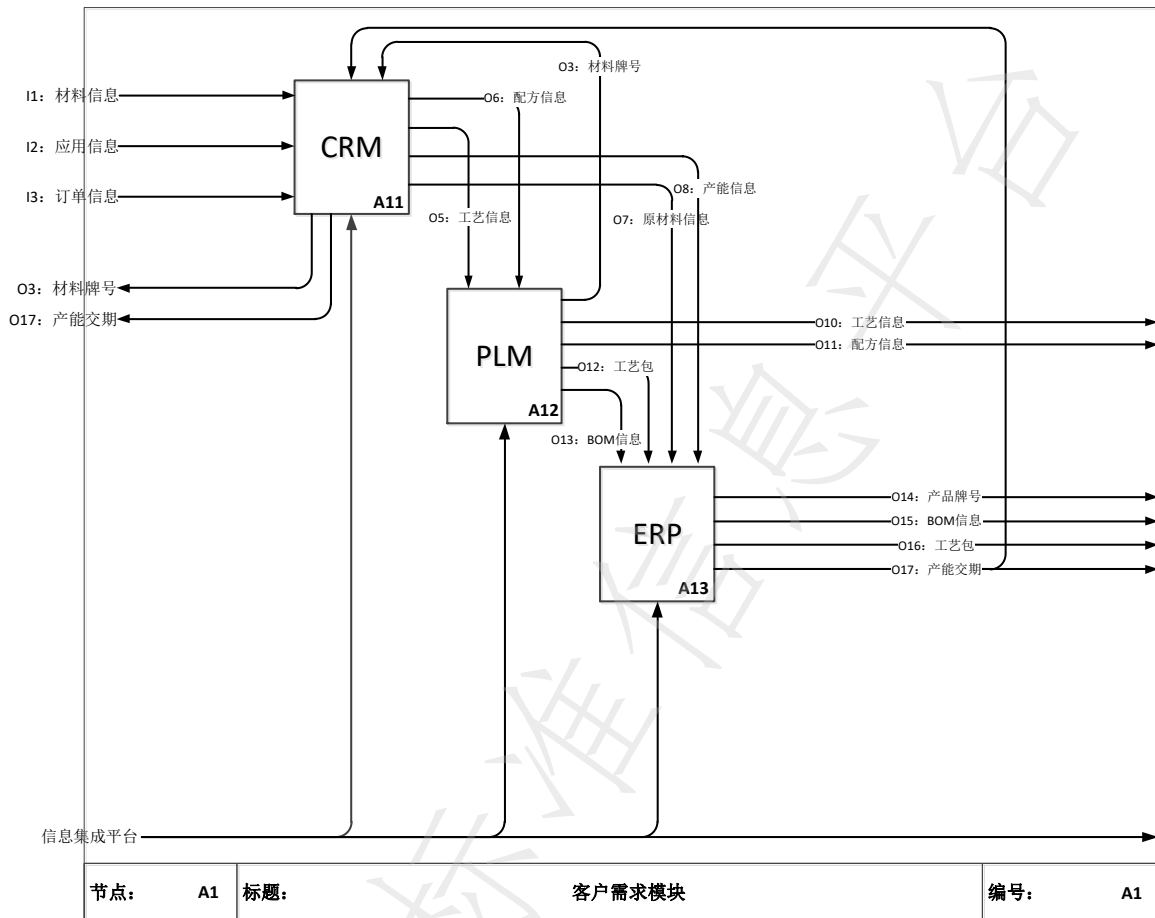 O3：材料牌号
I1：材料信息
O6：配方信息
I2：应用信息
CRM
I3：订单信息
A11
O8：产能信息
O5：工艺信息
O7：原材料信息
O3：材料牌号
O17：产能交期
O10：工艺信息
O11：配方信息
PLM
O12：工艺包
A12
O13：BOM信息
O14：产品牌号
O15：BOM信息
ERP
O16：工艺包
O17：产能交期
A13
信息集成平台
节点： A1 标题： 客户需求模块 编号： A1
标准信息平台